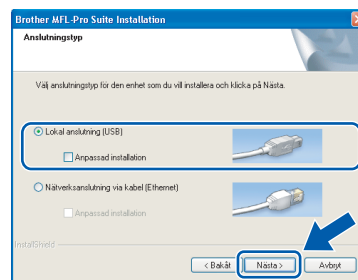 Brother MFL-Pro Suite Installation
Anslutningstyp
Välj anslutningstyp för den enhet som du vill installera och klicka på Nästa.
Lokal anslutning (USB)
Anpassad installation
Nätverksanslutning via kabel (Ethernet)
Anpassad installation
InstallShield
< Bakåt Nästa > Avbryt